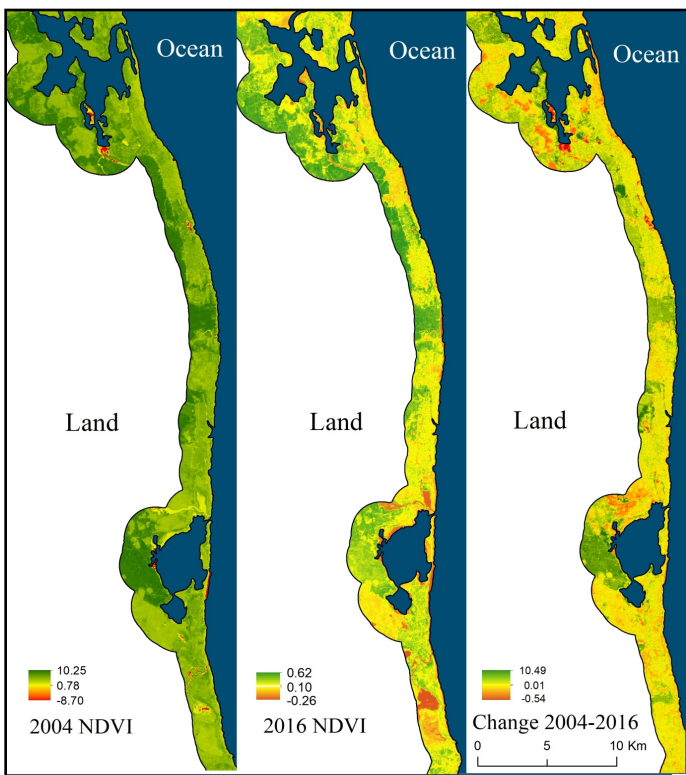 Ocean
Ocean
Ocean
Land
Land
Land
10.25
0.78
-8.70
2004 NDVI
0.62
0.10
-0.26
2016 NDVI
10.49
0.01
-0.54
Change 2004-2016
0 5 10 Km